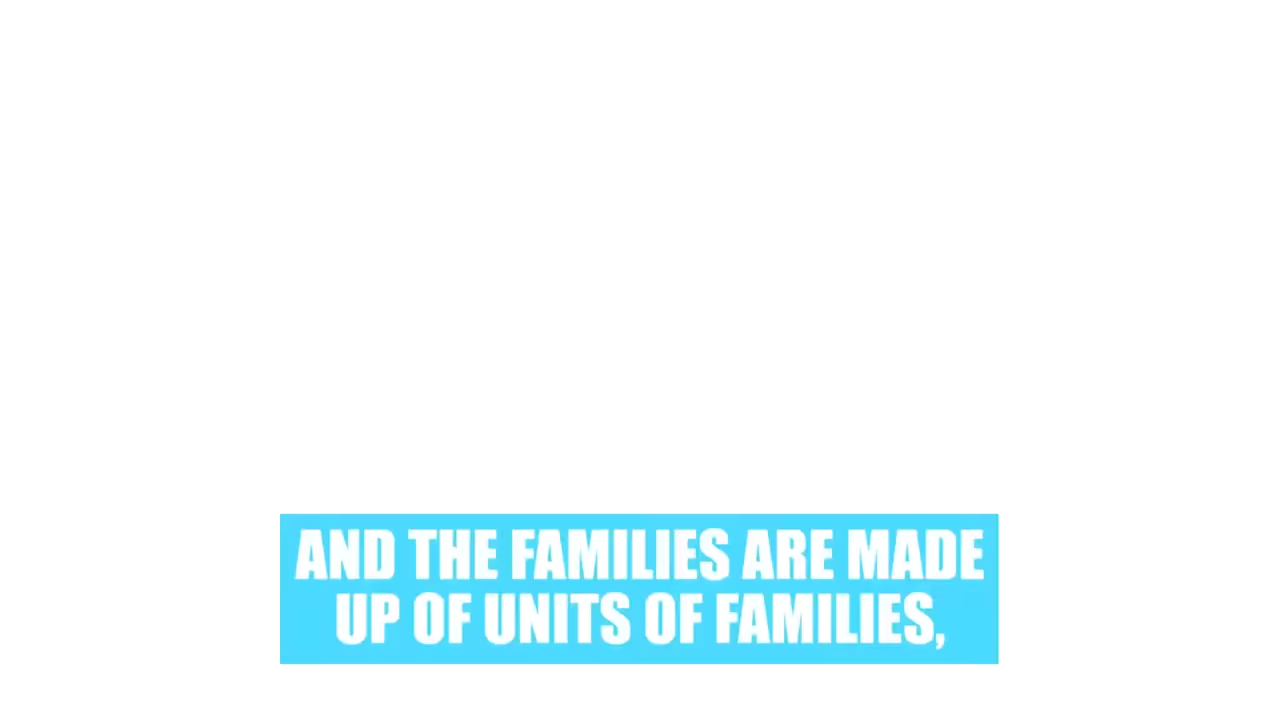 AND THE FAMILIES ARE MADE
UP OF UNITS OF FAMILIES,